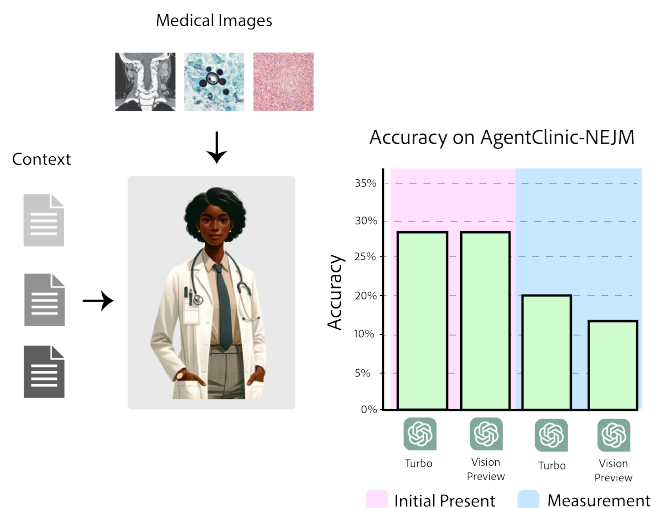 Medical Images
Context
Accuracy on AgentClinic-NEJM
Accuracy
35%
30%
25%
20%
10%
5%
0%
Turbo
Vision
Preview
Turbo
Vision
Preview
Initial Present
Measurement